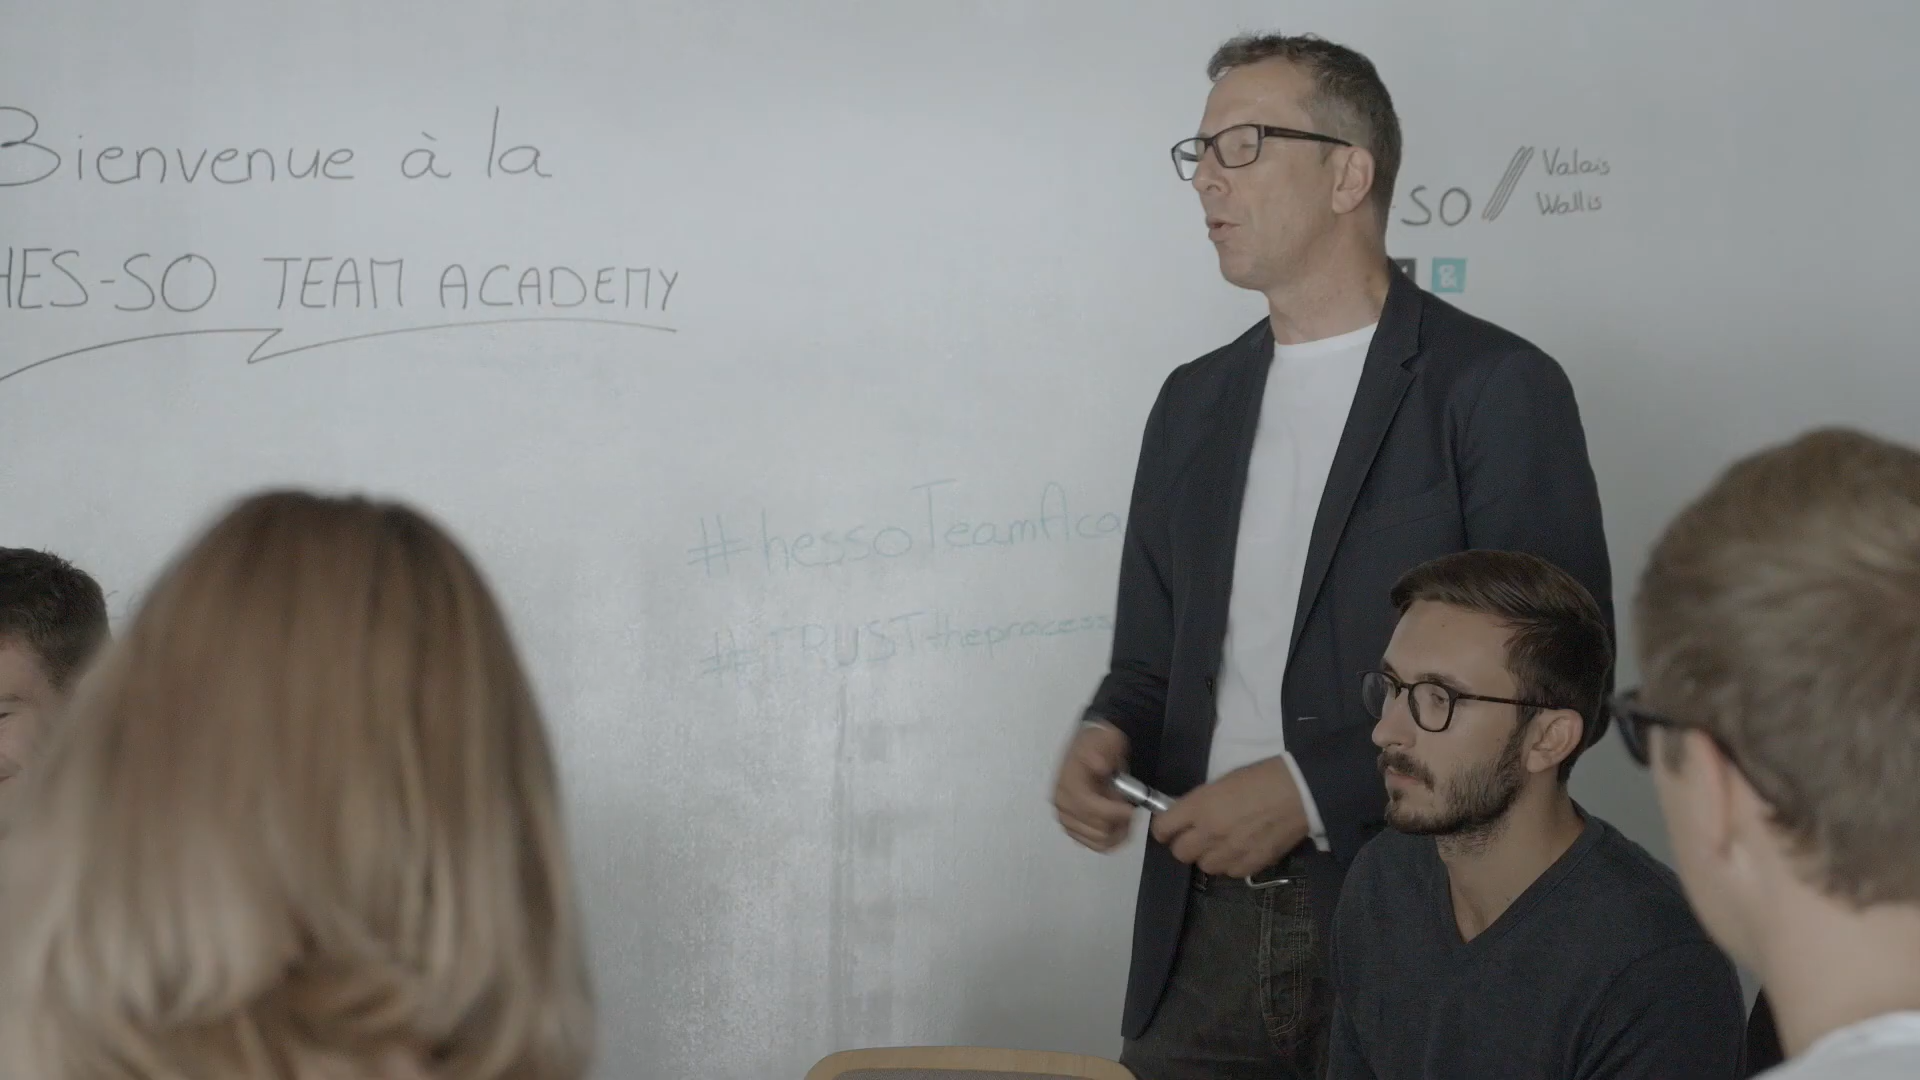 Bienvenue à la
HES-SO TEAM ACADEMY
SO
Valais
Wallis
&
#hessoTeamAca
#TRUSTtheprocess